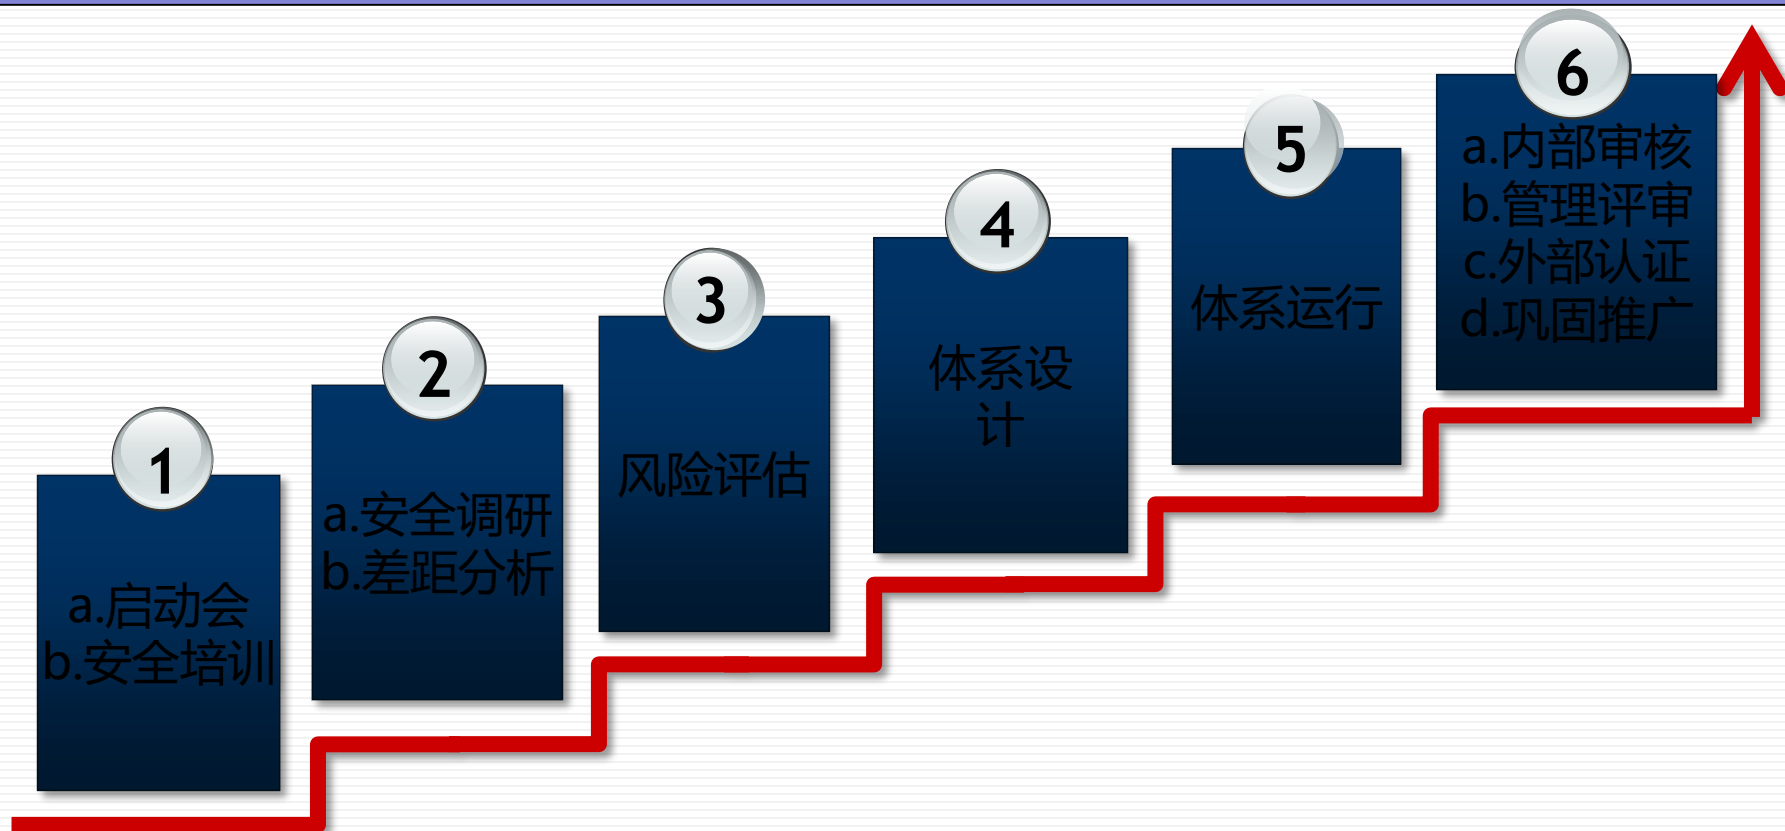 1
a.启动会
b.安全培训
2
a.安全调研
b.差距分析
3
风险评估
4
体系设
计
5
体系运行
6
a.内部审核
b.管理评审
c.外部认证
d.巩固推广